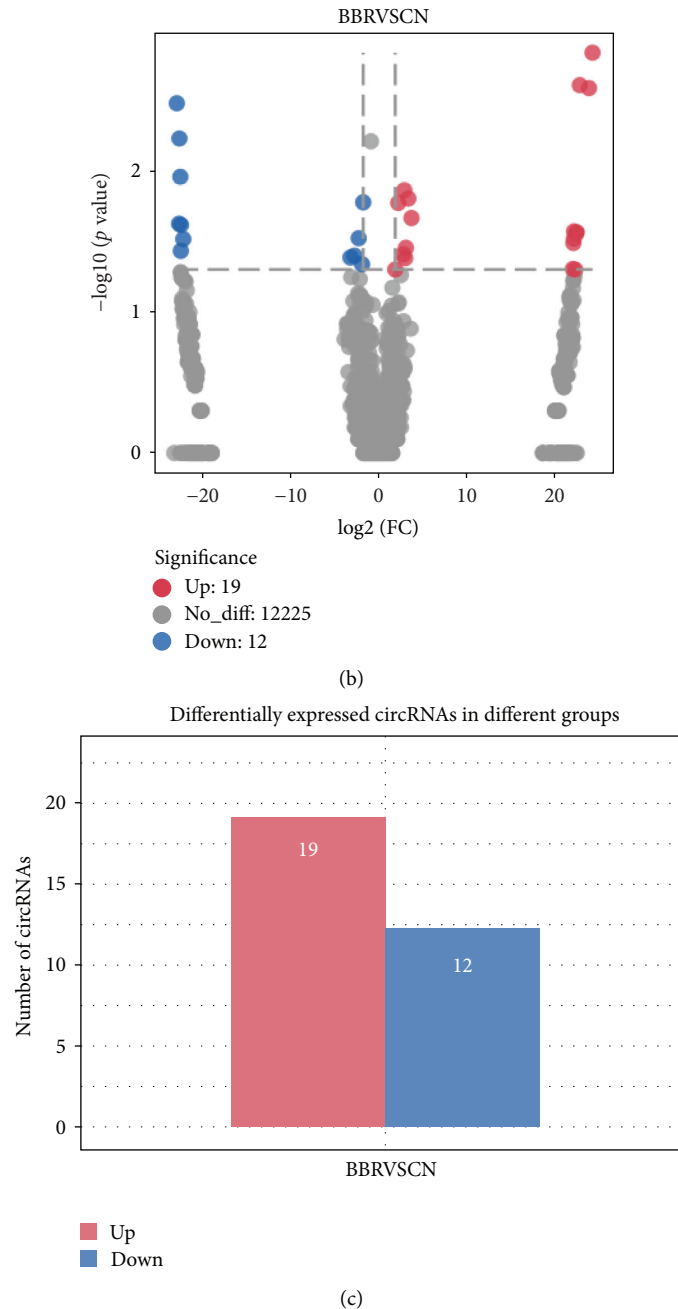 BBRVSCN
−log10 (p value)
2
1
0
−20
−10
0
10
20
log2 (FC)
Significance
Up: 19
No_diff: 12225
Down: 12
(b)
Differentially expressed circRNAs in different groups
Number of circRNAs
20
15
10
5
0
19
12
BBRVSCN
Up
Down
(c)